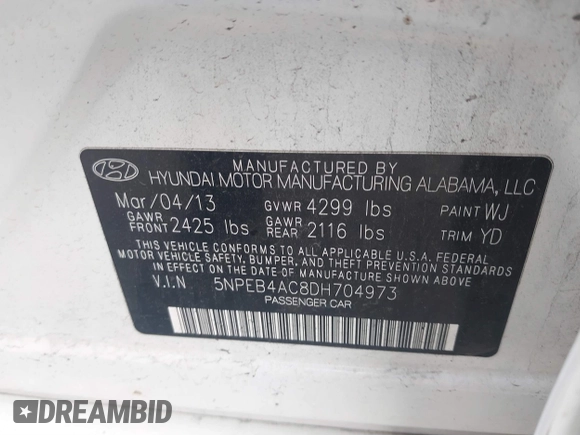 MANUFACTURED BY
HYUNDAI MOTOR MANUFACTURING ALABAMA, LLC
Mar/04/13 GVWR 4299 lbs PAINT WJ
GAWR FRONT 2425 lbs GAWR REAR 2116 lbs TRIM YD
THIS VEHICLE CONFORMS TO ALL APPLICABLE U.S.A. FEDERAL
MOTOR VEHICLE SAFETY, BUMPER, AND THEFT PREVENTION STANDARDS
IN EFFECT ON THE DATE OF MANUFACTURE SHOWN ABOVE.
V.I.N 5NPEB4AC8DH704973
PASSENGER CAR
DREAMBID